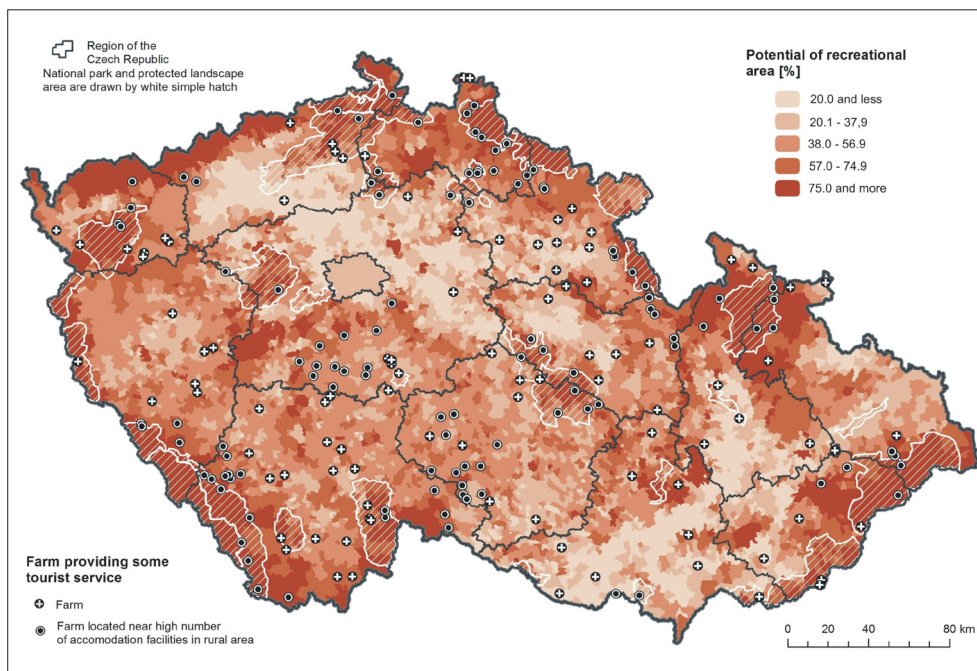 Region of the
Czech Republic
National park and protected landscape
area are drawn by white simple hatch
Potential of recreational
area [%]
20.0 and less
20.1 - 37,9
38.0 - 56.9
57.0 - 74.9
75.0 and more
Farm providing some
tourist service
Farm
Farm located near high number
of accomodation facilities in rural area
0 20 40 60 80 km